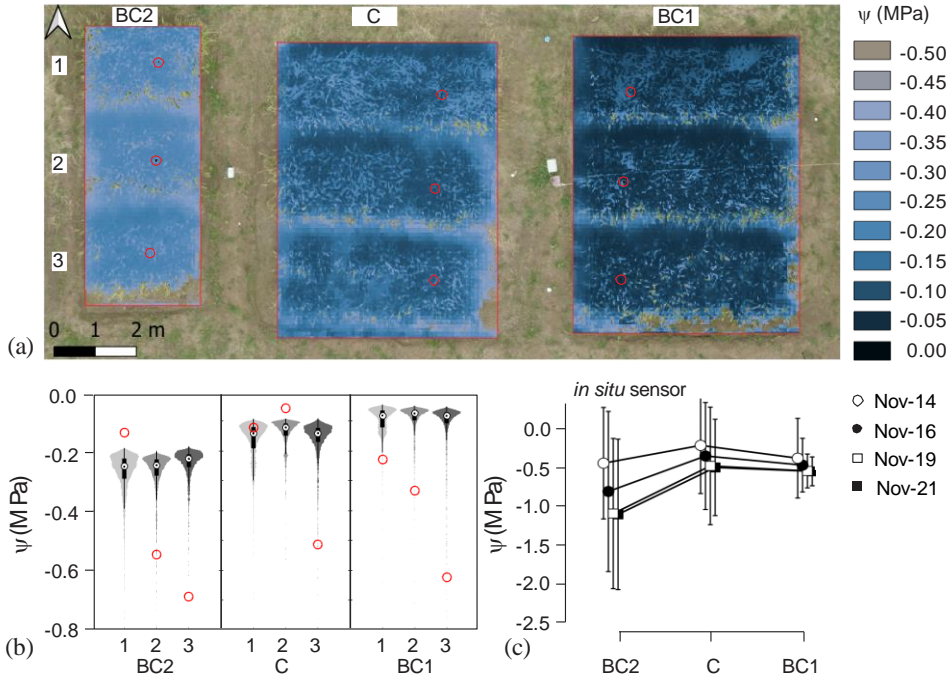 BC2
C
BC1
ψ (MPa)
1
2
3
-0.50
-0.45
-0.40
-0.35
-0.30
-0.25
-0.20
-0.15
-0.10
-0.05
0.00
0 1 2 m
(a)
0.0
-0.2
-0.4
-0.6
-0.8
ψ (M Pa)
1 2 3 1 2 3 1 2 3
BC2 C BC1
(b)
in situ sensor
0.0
-0.5
-1.0
-1.5
-2.0
-2.5
ψ (MPa)
BC2 C BC1
(c)
Nov-14
Nov-16
Nov-19
Nov-21